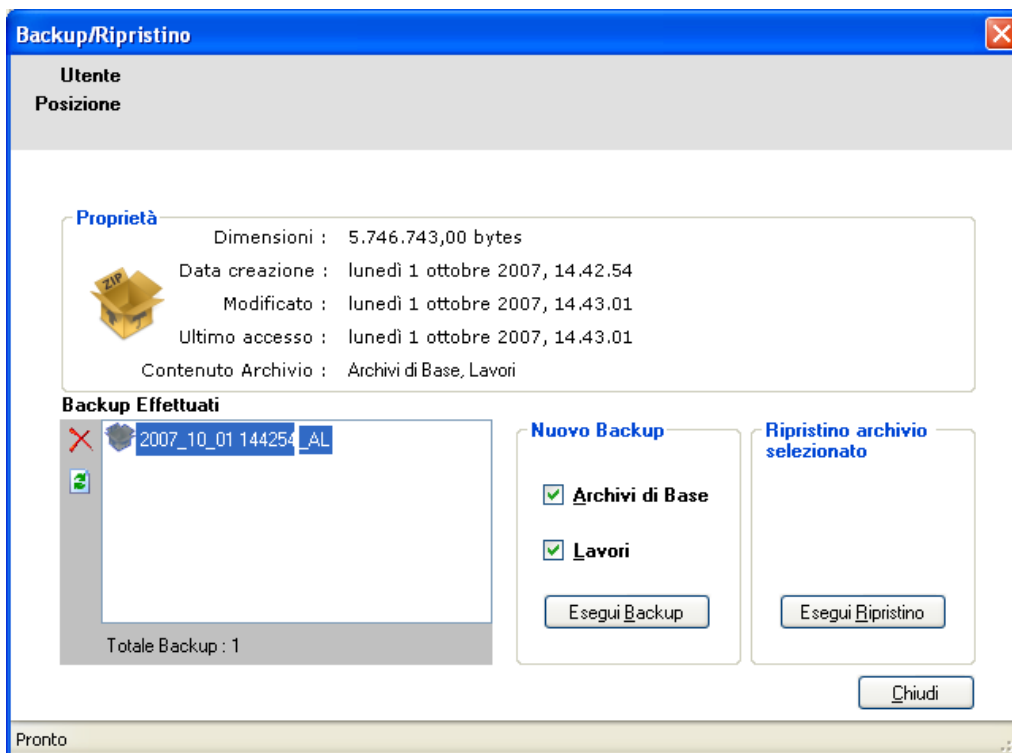 Backup/Ripristino
Utente
Posizione
Proprietà
Dimensioni : 5.746.743,00 bytes
ZIP
Data creazione : lunedì 1 ottobre 2007, 14.42.54
Modificato : lunedì 1 ottobre 2007, 14.43.01
Ultimo accesso : lunedì 1 ottobre 2007, 14.43.01
Contenuto Archivio : Archivi di Base, Lavori
Backup Effettuati
2007_10_01 144254 _AL
Totale Backup : 1
Nuovo Backup
Archivi di Base
Lavori
Esegui Backup
Ripristino archivio
selezionato
Esegui Ripristino
Chiudi
Pronto